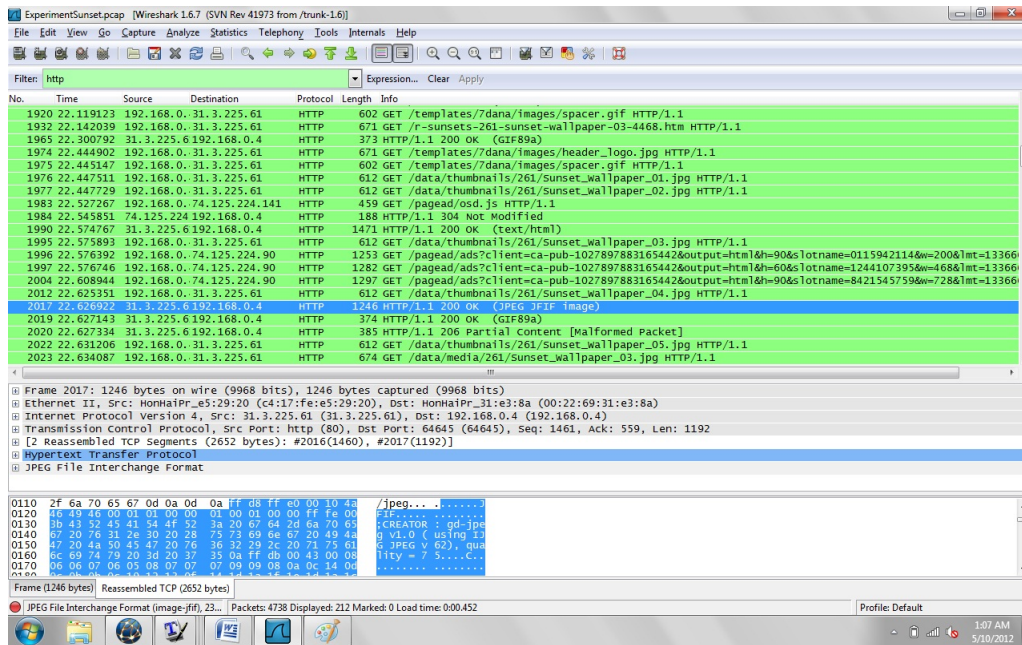 ExperimentSunset.pcap [Wireshark 1.6.7 (SVN Rev 41973 from /trunk-1.6)]
File Edit View Go Capture Analyze Statistics Telephony Tools Internals Help
Filter: http Expression... Clear Apply
No. Time Source Destination Protocol Length Info
1920 22.119123 192.168.0. 31.3.225.61 HTTP 602 GET /templates/7dana/images/spacer.gif HTTP/1.1
1932 22.142039 192.168.0. 31.3.225.61 HTTP 671 GET /r-sunsets-261-sunset-wallpaper-03-4468.htm HTTP/1.1
1965 22.300792 31.3.225.6 192.168.0.4 HTTP 373 HTTP/1.1 200 OK (GIF89a)
1974 22.444902 192.168.0. 31.3.225.61 HTTP 671 GET /templates/7dana/images/header_logo.jpg HTTP/1.1
1975 22.445147 192.168.0. 31.3.225.61 HTTP 602 GET /templates/7dana/images/spacer.gif HTTP/1.1
1976 22.447511 192.168.0. 31.3.225.61 HTTP 612 GET /data/thumbnails/261/Sunset_Wallpaper_01.jpg HTTP/1.1
1977 22.447729 192.168.0. 31.3.225.61 HTTP 612 GET /data/thumbnails/261/Sunset_Wallpaper_02.jpg HTTP/1.1
1983 22.527267 192.168.0. 74.125.224.141 HTTP 459 GET /pagead/osd.js HTTP/1.1
1984 22.545851 74.125.224 192.168.0.4 HTTP 188 HTTP/1.1 304 Not Modified
1990 22.574767 31.3.225.6 192.168.0.4 HTTP 1471 HTTP/1.1 200 OK (text/html)
1995 22.575893 192.168.0. 31.3.225.61 HTTP 612 GET /data/thumbnails/261/Sunset_Wallpaper_03.jpg HTTP/1.1
1996 22.576392 192.168.0. 74.125.224.90 HTTP 1253 GET /pagead/ads?client=ca-pub-1027897883165442&output=html&h=90&slotname=0115942114&w=200&lmt=13366
1997 22.576746 192.168.0. 74.125.224.90 HTTP 1282 GET /pagead/ads?client=ca-pub-1027897883165442&output=html&h=60&slotname=1244107395&w=468&lmt=13366
2004 22.608944 192.168.0. 74.125.224.90 HTTP 1297 GET /pagead/ads?client=ca-pub-1027897883165442&output=html&h=90&slotname=8421545759&w=728&lmt=13366
2012 22.625351 192.168.0. 31.3.225.61 HTTP 612 GET /data/thumbnails/261/Sunset_Wallpaper_04.jpg HTTP/1.1
2017 22.626922 31.3.225.6 192.168.0.4 HTTP 1246 HTTP/1.1 200 OK (JPEG JFIF image)
2019 22.627143 31.3.225.6 192.168.0.4 HTTP 374 HTTP/1.1 200 OK (GIF89a)
2020 22.627334 31.3.225.6 192.168.0.4 HTTP 385 HTTP/1.1 206 Partial Content [Malformed Packet]
2022 22.631206 192.168.0. 31.3.225.61 HTTP 612 GET /data/thumbnails/261/Sunset_Wallpaper_05.jpg HTTP/1.1
2023 22.634087 192.168.0. 31.3.225.61 HTTP 674 GET /data/media/261/Sunset_Wallpaper_03.jpg HTTP/1.1
Frame 2017: 1246 bytes on wire (9968 bits), 1246 bytes captured (9968 bits)
Ethernet II, Src: HonHaiPr_e5:29:20 (c4:17:fe:e5:29:20), Dst: HonHaiPr_31:e3:8a (00:22:69:31:e3:8a)
Internet Protocol Version 4, Src: 31.3.225.61 (31.3.225.61), Dst: 192.168.0.4 (192.168.0.4)
Transmission Control Protocol, Src Port: http (80), Dst Port: 64645 (64645), Seq: 1461, Ack: 559, Len: 1192
[2 Reassembled TCP Segments (2652 bytes): #2016(1460), #2017(1192)]
Hypertext Transfer Protocol
JPEG File Interchange Format
0110 2f 6a 70 65 67 0d 0a 0d 0a ff d8 ff e0 00 10 4a /jpeg... .......J
0120 46 49 46 00 01 01 00 00 01 00 01 00 00 ff fe 00 FIF..... ........
0130 3b 43 52 45 41 54 4f 52 3a 20 67 64 2d 6a 70 65 ;CREATOR : gd-jpe
0140 67 20 76 31 2e 30 20 28 75 73 69 6e 67 20 49 4a g v1.0 ( using IJ
0150 47 20 4a 50 45 47 20 76 36 32 29 2c 20 71 75 61 G JPEG v 62), qua
0160 6c 69 74 79 20 3d 20 37 35 0a ff db 00 43 00 08 lity = 7 5....C..
0170 06 06 07 06 05 08 07 07 07 09 09 08 0a 0c 14 0d ........ ........
Frame (1246 bytes) Reassembled TCP (2652 bytes)
JPEG File Interchange Format (image-jfif), 23... Packets: 4738 Displayed: 212 Marked: 0 Load time: 0:00.452 Profile: Default
1:07 AM
5/10/2012